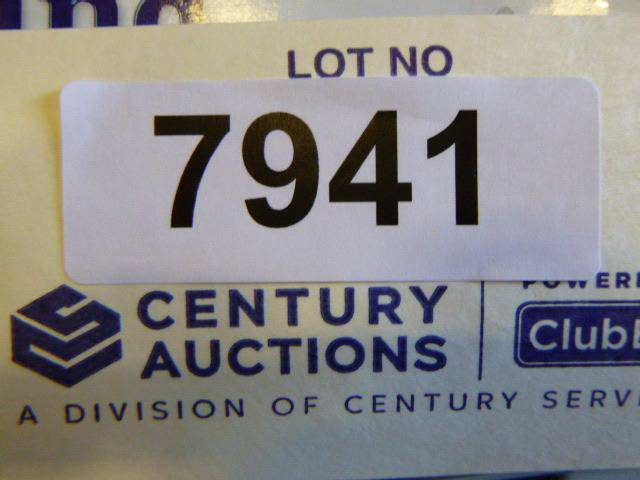 LOT NO
7941
CENTURY
AUCTIONS
A DIVISION OF CENTURY